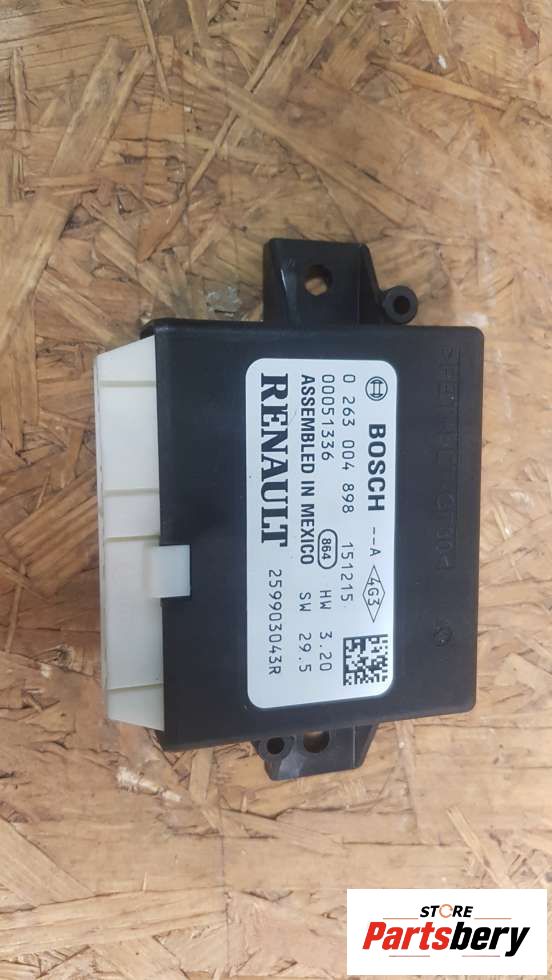 BOSCH --A 4G3
0 263 004 898 151215
00051336 864 HW 3.20
ASSEMBLED IN MEXICO SW 29.5
RENAULT 259903043R
STORE
Partsbery